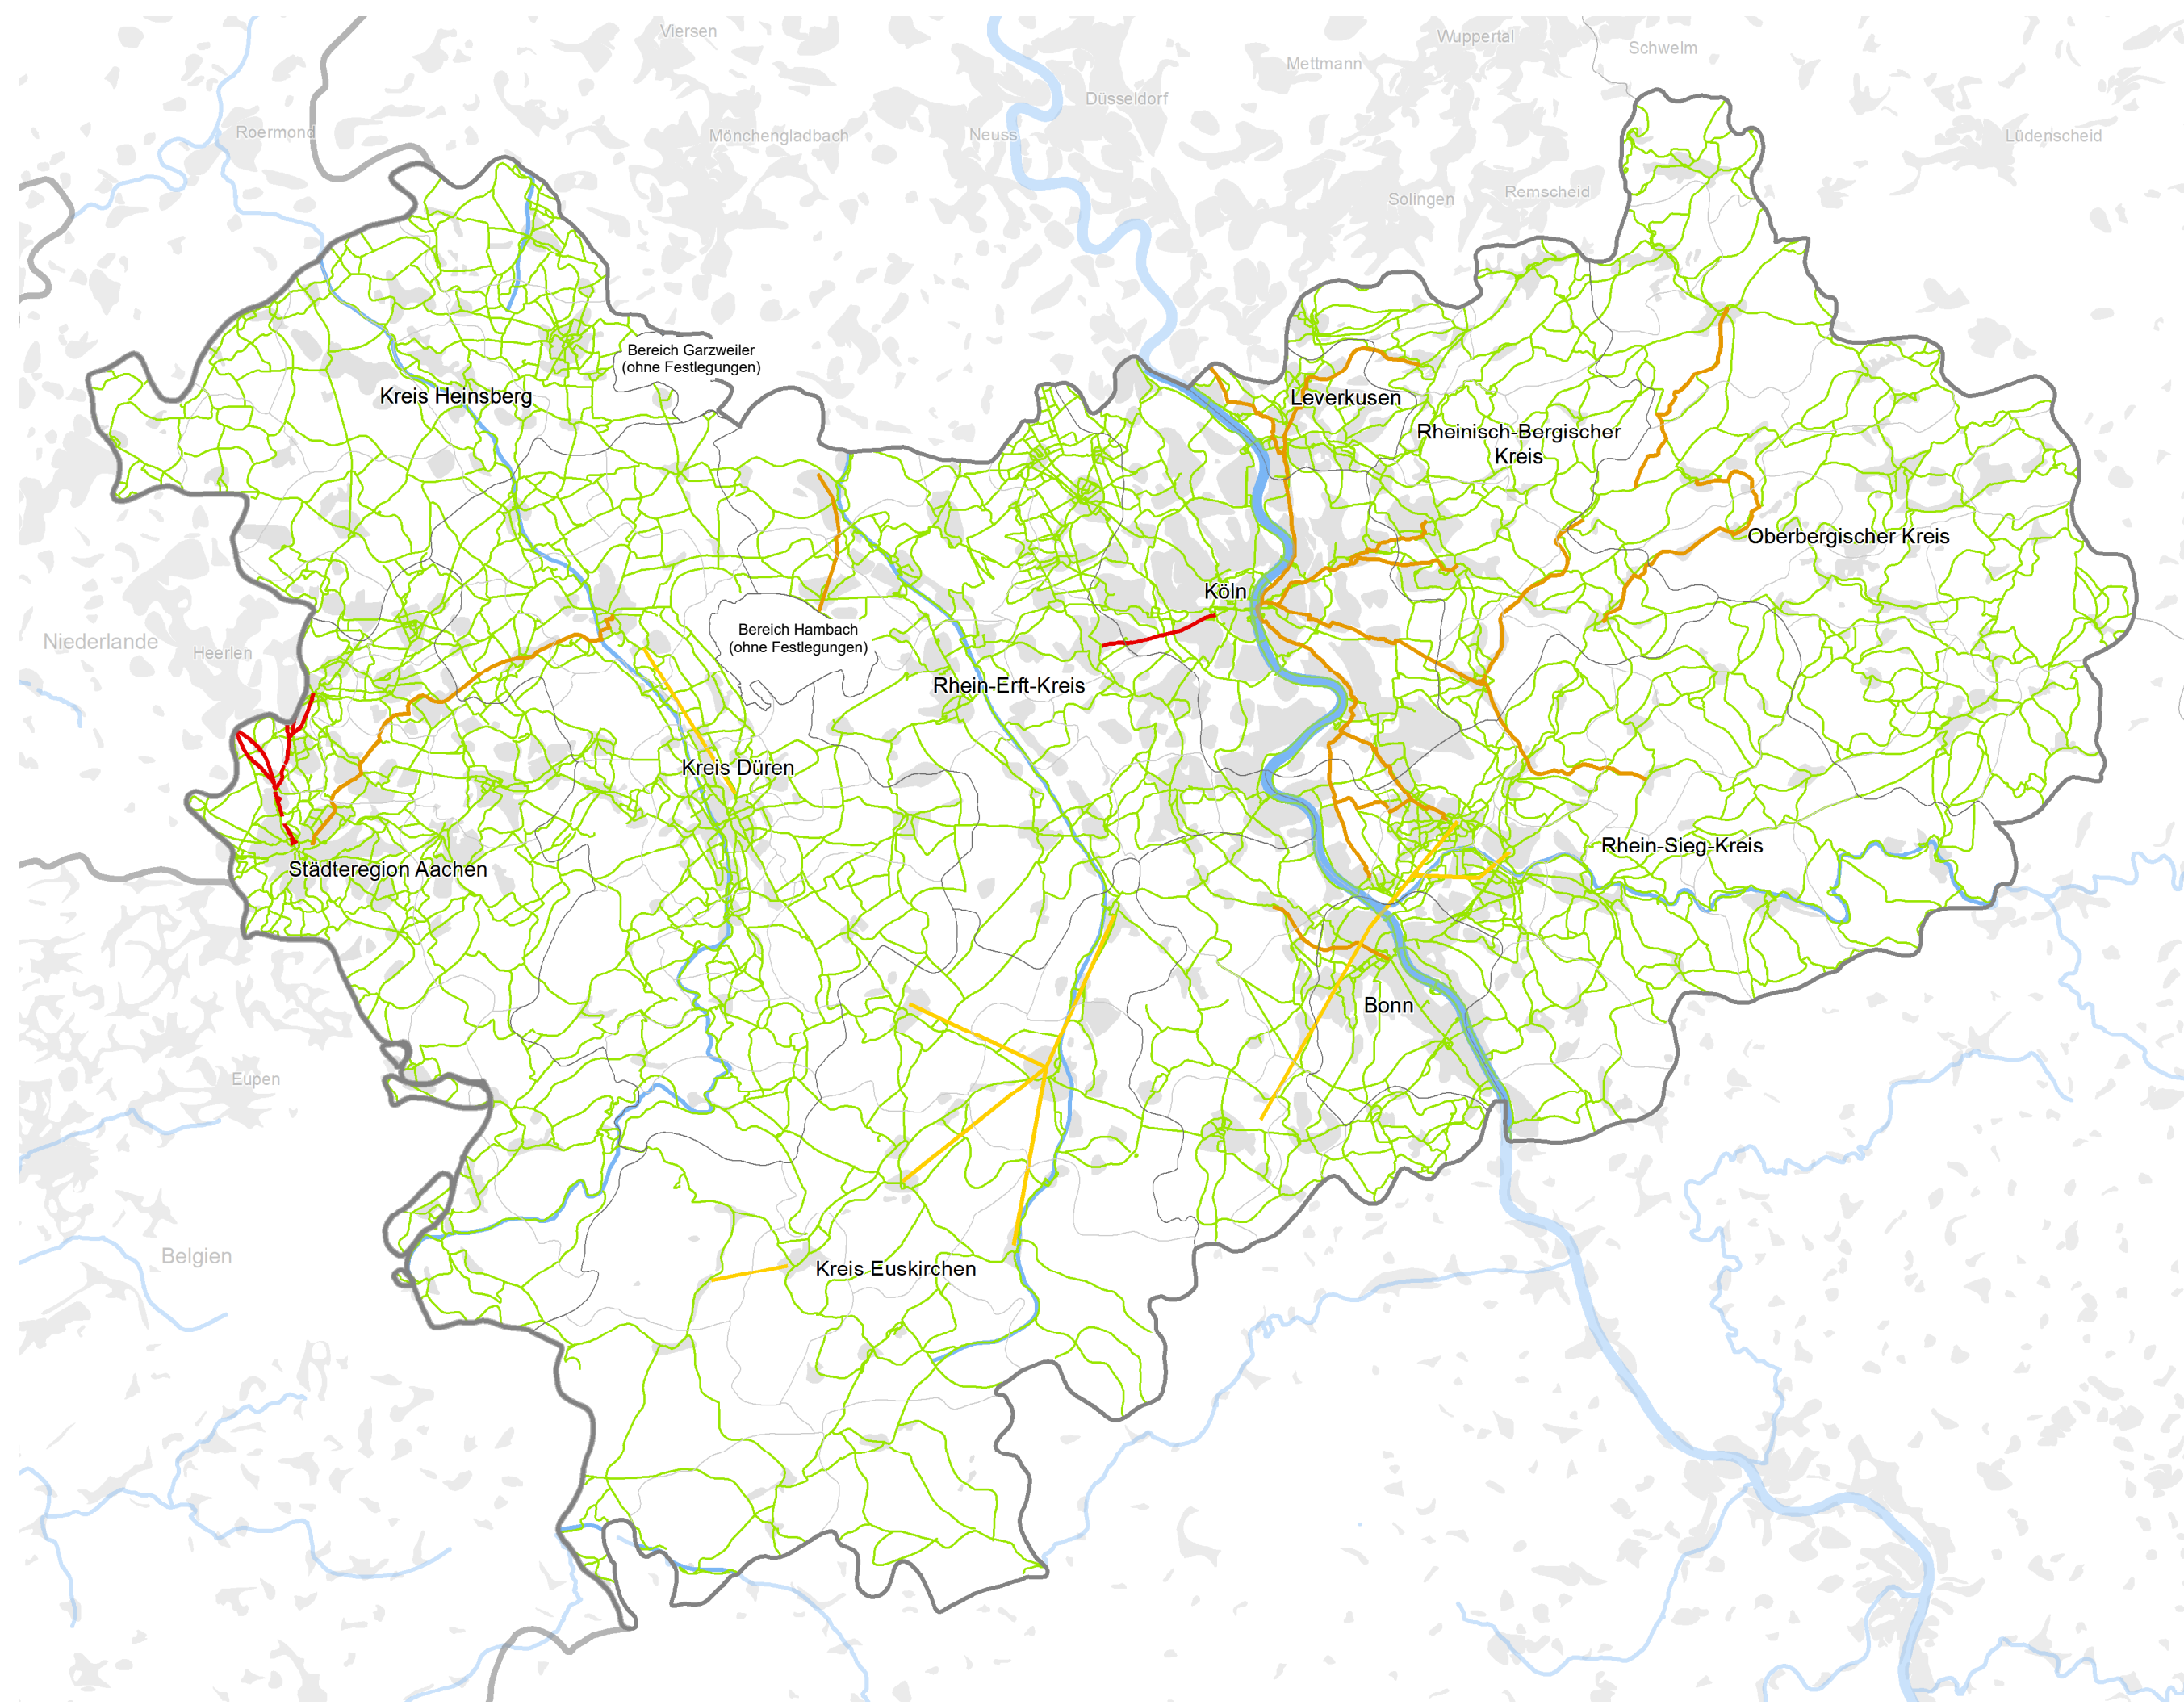 Viersen
Wuppertal
Schwelm
Mettmann
Düsseldorf
Roermond
Mönchengladbach
Neuss
Lüdenscheid
Solingen
Remscheid
Bereich Garzweiler
(ohne Festlegungen)
Kreis Heinsberg
Leverkusen
Rheinisch-Bergischer
Kreis
Oberbergischer Kreis
Köln
Bereich Hambach
(ohne Festlegungen)
Niederlande
Heerlen
Rhein-Erft-Kreis
Kreis Düren
Rhein-Sieg-Kreis
Städteregion Aachen
Bonn
Eupen
Belgien
Kreis Euskirchen